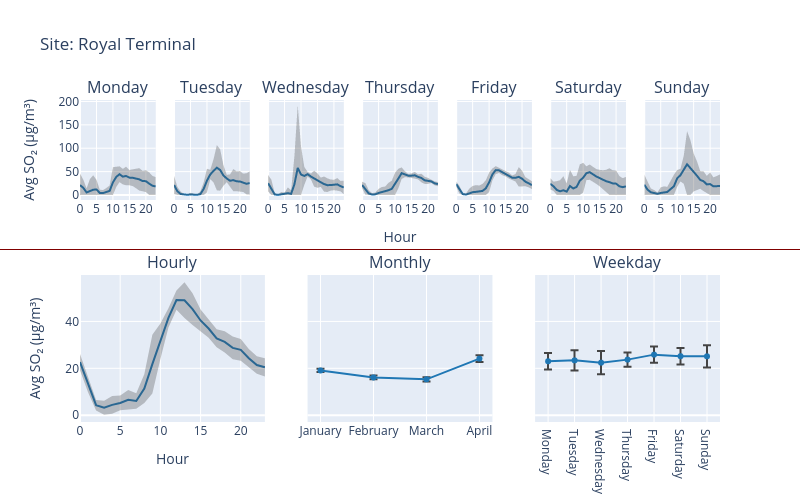 Site: Royal Terminal
Monday Tuesday Wednesday Thursday Friday Saturday Sunday
Avg SO₂ (µg/m³)
200
150
100
50
0
0 5 10 15 20 0 5 10 15 20 0 5 10 15 20 0 5 10 15 20 0 5 10 15 20 0 5 10 15 20 0 5 10 15 20
Hour
Hourly Monthly Weekday
Avg SO₂ (µg/m³)
40
20
0
0 5 10 15 20
Hour
January February March April
Monday
Tuesday
Wednesday
Thursday
Friday
Saturday
Sunday